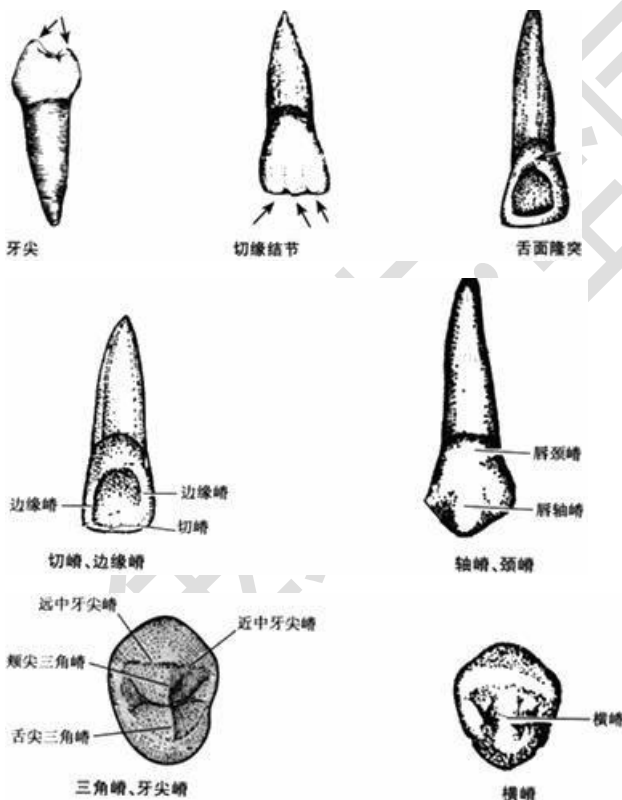 牙尖
切缘结节
舌面隆突
边缘嵴
边缘嵴
切嵴
切嵴、边缘嵴
唇颈嵴
唇轴嵴
轴嵴、颈嵴
远中牙尖嵴
近中牙尖嵴
颊尖三角嵴
舌尖三角嵴
三角嵴、牙尖嵴
横嵴
横嵴